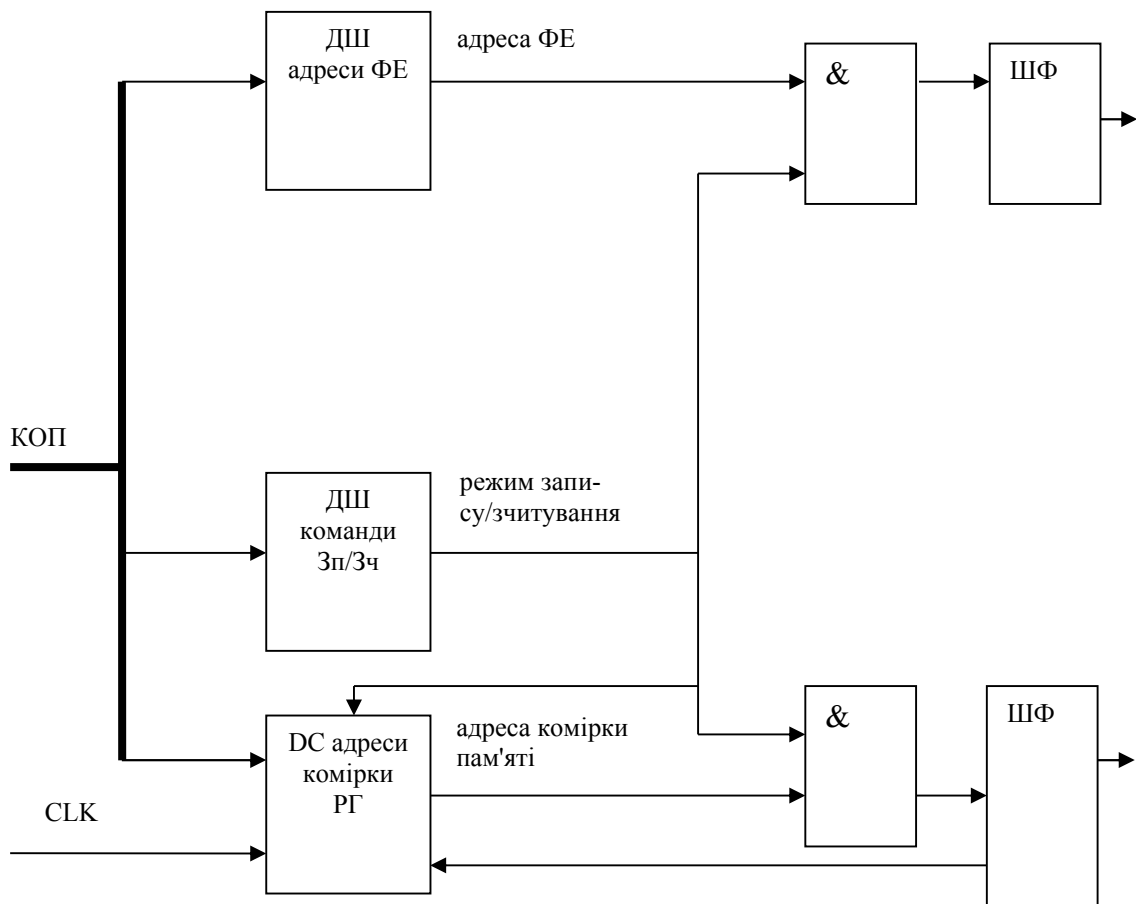 ДШ
адреси ФЕ
адреса ФЕ
&
ШФ
КОП
ДШ
команди
Зп/Зч
режим запи-
су/зчитування
DC адреси
комірки
РГ
адреса комірки
пам'яті
&
ШФ
CLK